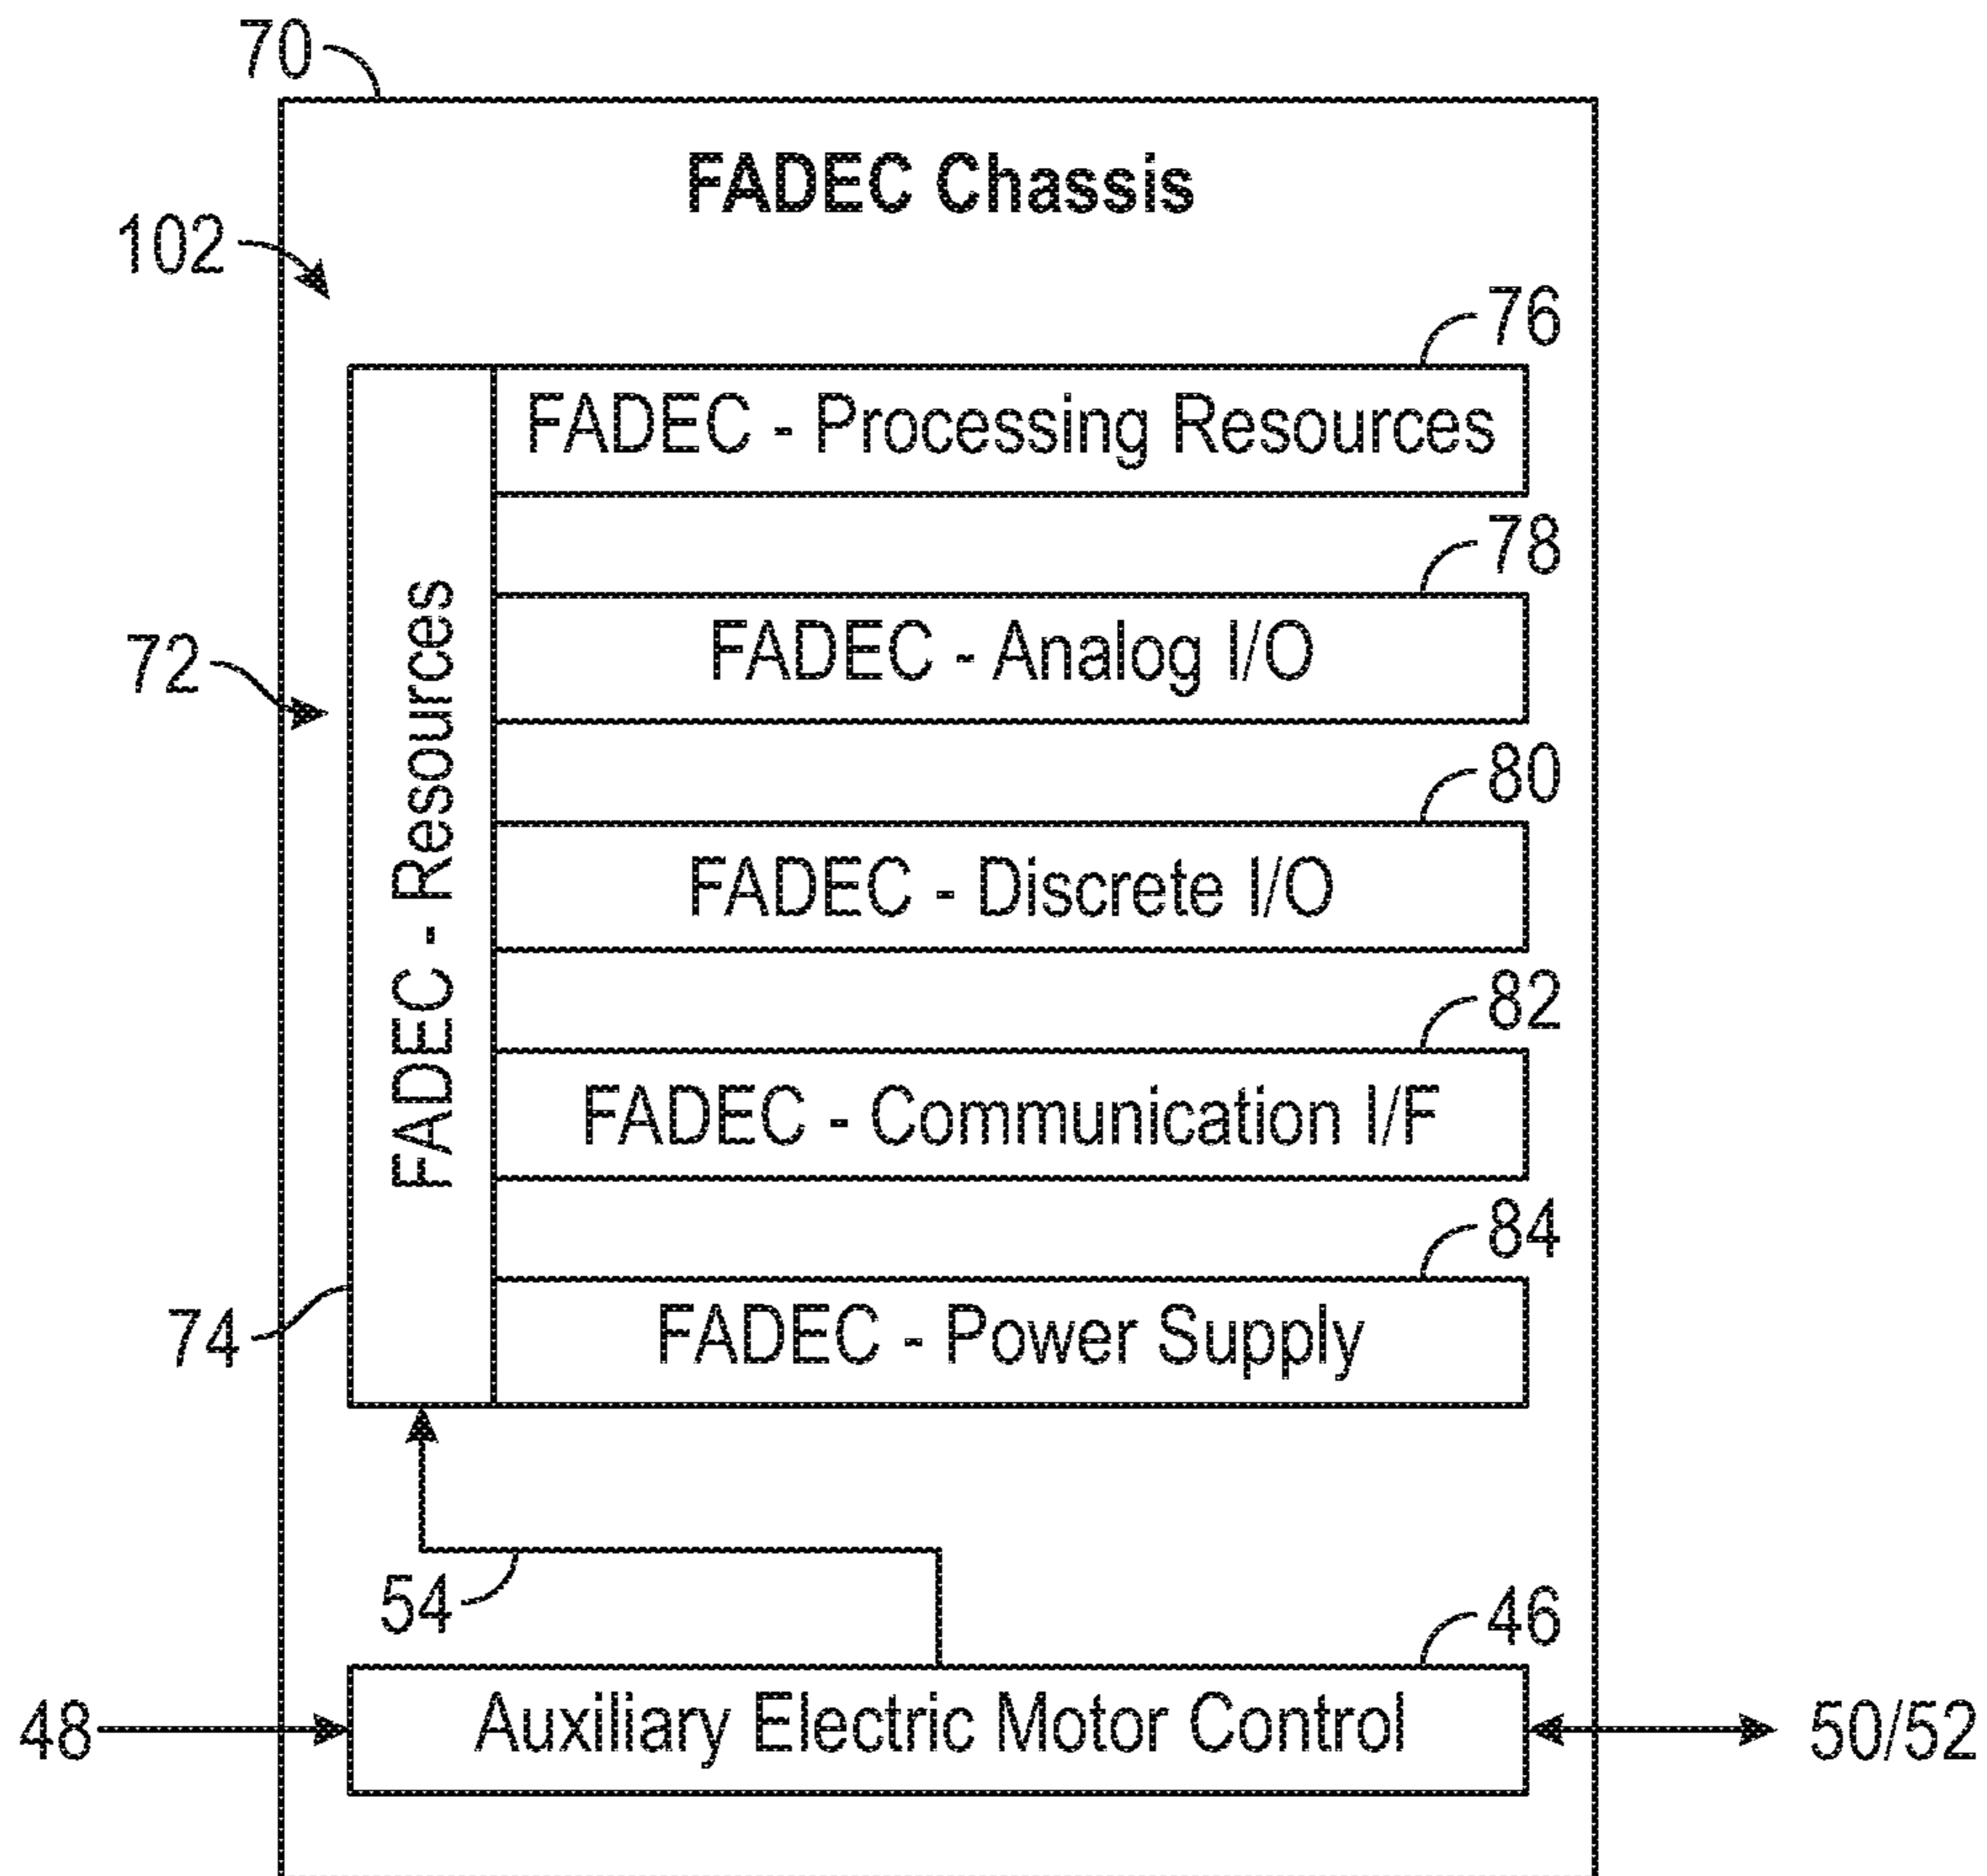 70
FADEC Chassis
102
76
FADEC - Processing Resources
78
FADEC - Analog I/O
72
FADEC - Resources
80
FADEC - Discrete I/O
82
FADEC - Communication I/F
84
74
FADEC - Power Supply
54
46
48
Auxiliary Electric Motor Control
50/52